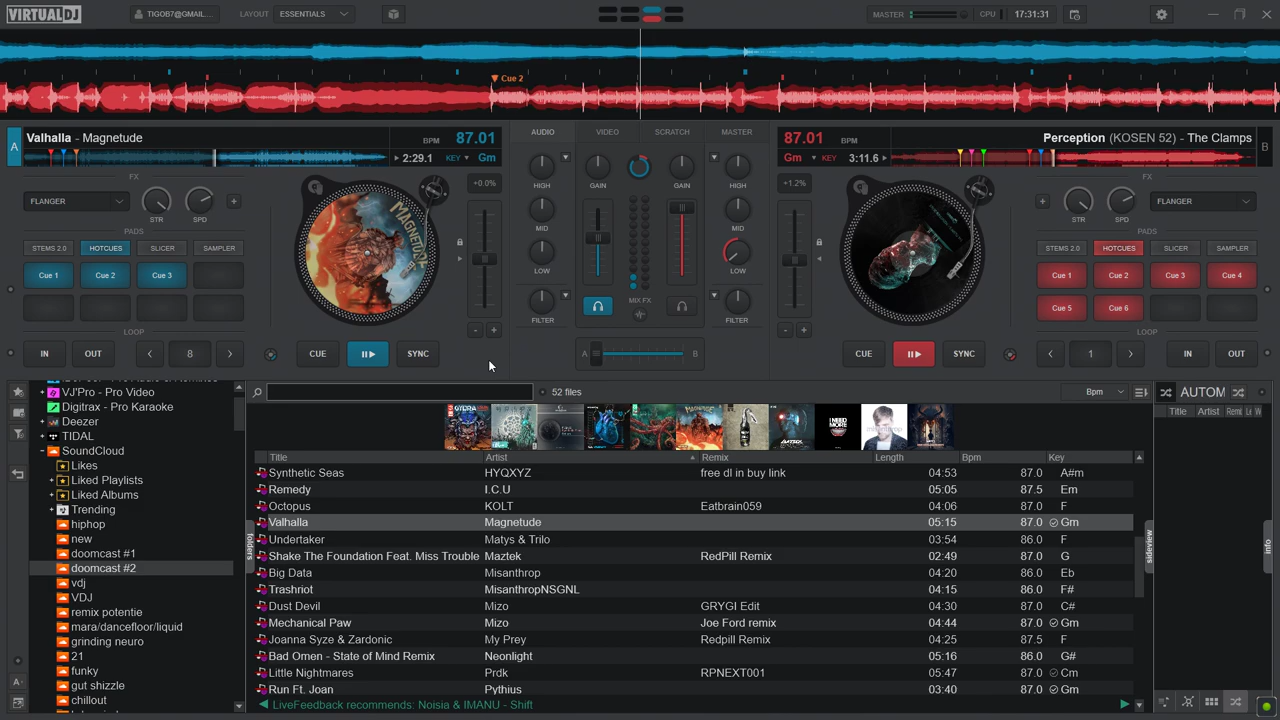 VIRTUALDJ
TIGOB7@GMAIL...
LAYOUT
ESSENTIALS
MASTER
CPU
17:31:31
Cue 2
A
Valhalla - Magnetude
BPM
87.01
2:29.1
KEY
Gm
AUDIO
VIDEO
SCRATCH
MASTER
87.01
BPM
Perception (KOSEN 52) - The Clamps
Gm
KEY
3:11.6
B
FX
FLANGER
STR
SPD
PADS
STEMS 2.0
HOTCUES
SLICER
SAMPLER
Cue 1
Cue 2
Cue 3
LOOP
IN
OUT
8
CUE
SYNC
+0.0%
MAGNETUDE
HIGH
MID
LOW
FILTER
GAIN
GAIN
MIX FX
A
B
HIGH
MID
LOW
FILTER
+1.2%
FX
STR
SPD
FLANGER
PADS
STEMS 2.0
HOTCUES
SLICER
SAMPLER
Cue 1
Cue 2
Cue 3
Cue 4
Cue 5
Cue 6
LOOP
CUE
SYNC
1
IN
OUT
VJ'Pro - Pro Video
Digitrax - Pro Karaoke
Deezer
TIDAL
SoundCloud
Likes
Liked Playlists
Liked Albums
Trending
hiphop
new
doomcast #1
doomcast #2
vdj
VDJ
remix potentie
mara/dancefloor/liquid
grinding neuro
21
funky
gut shizzle
chillout
folders
52 files
Bpm
Title Artist Remix Length Bpm Key
Synthetic Seas HYQXYZ free dl in buy link 04:53 87.0 A#m
Remedy I.C.U 05:05 87.5 Em
Octopus KOLT Eatbrain059 04:06 87.0 F
Valhalla Magnetude 05:15 87.0 Gm
Undertaker Matys & Trilo 03:54 86.0 F
Shake The Foundation Feat. Miss Trouble Maztek RedPill Remix 02:49 87.0 G
Big Data Misanthrop 04:20 86.0 Eb
Trashriot MisanthropNSGNL 04:15 86.0 F#
Dust Devil Mizo GRYGI Edit 04:30 87.0 C#
Mechanical Paw Mizo Joe Ford remix 04:44 87.0 Gm
Joanna Syze & Zardonic My Prey Redpill Remix 04:25 87.5 F
Bad Omen - State of Mind Remix Neonlight 05:16 86.0 G#
Little Nightmares Prdk RPNEXT001 05:47 87.0 Cm
Run Ft. Joan Pythius 03:40 87.0 Gm
LiveFeedback recommends: Noisia & IMANU - Shift
sideview
AUTOM
Title Artist Remi
info